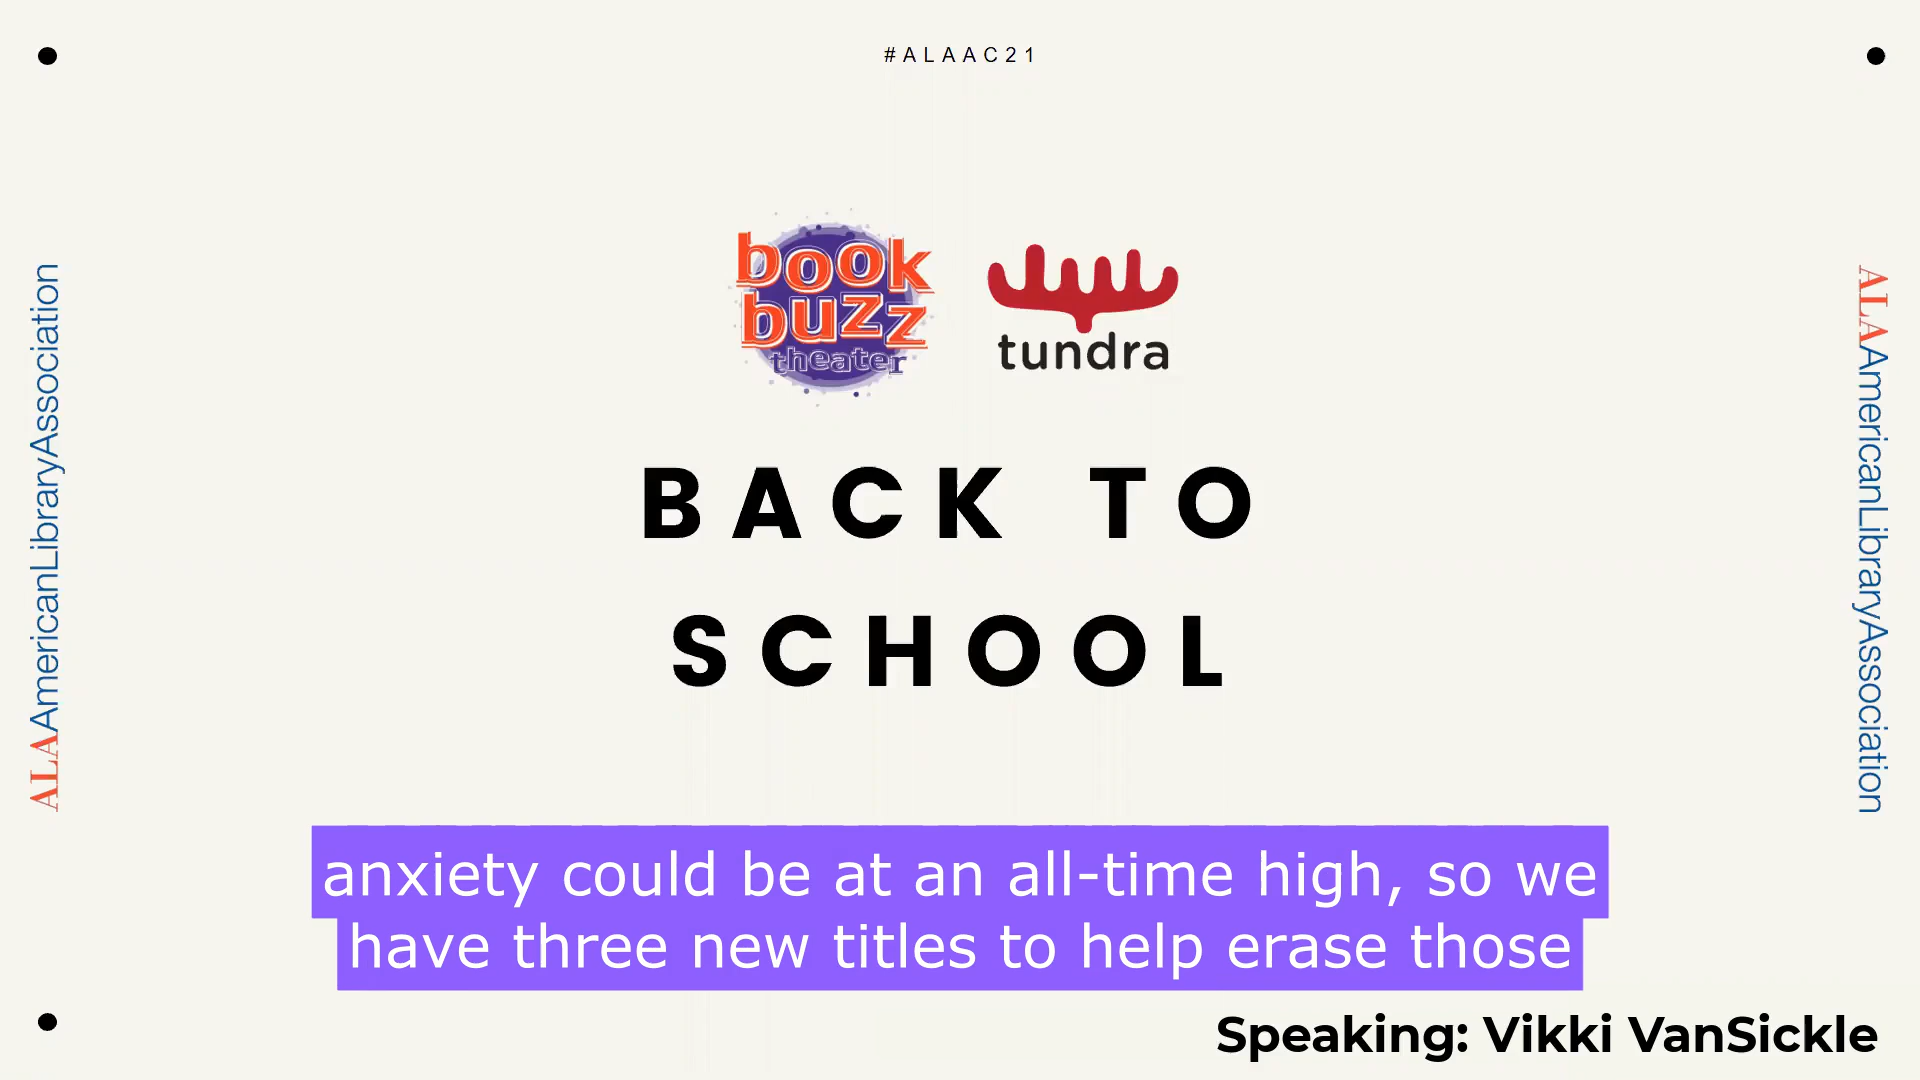 #ALAAC21
book
buzz
theater
tundra
BACK TO
SCHOOL
ALAAmericanLibraryAssociation
ALAAmericanLibraryAssociation
anxiety could be at an all-time high, so we
have three new titles to help erase those
Speaking: Vikki VanSickle